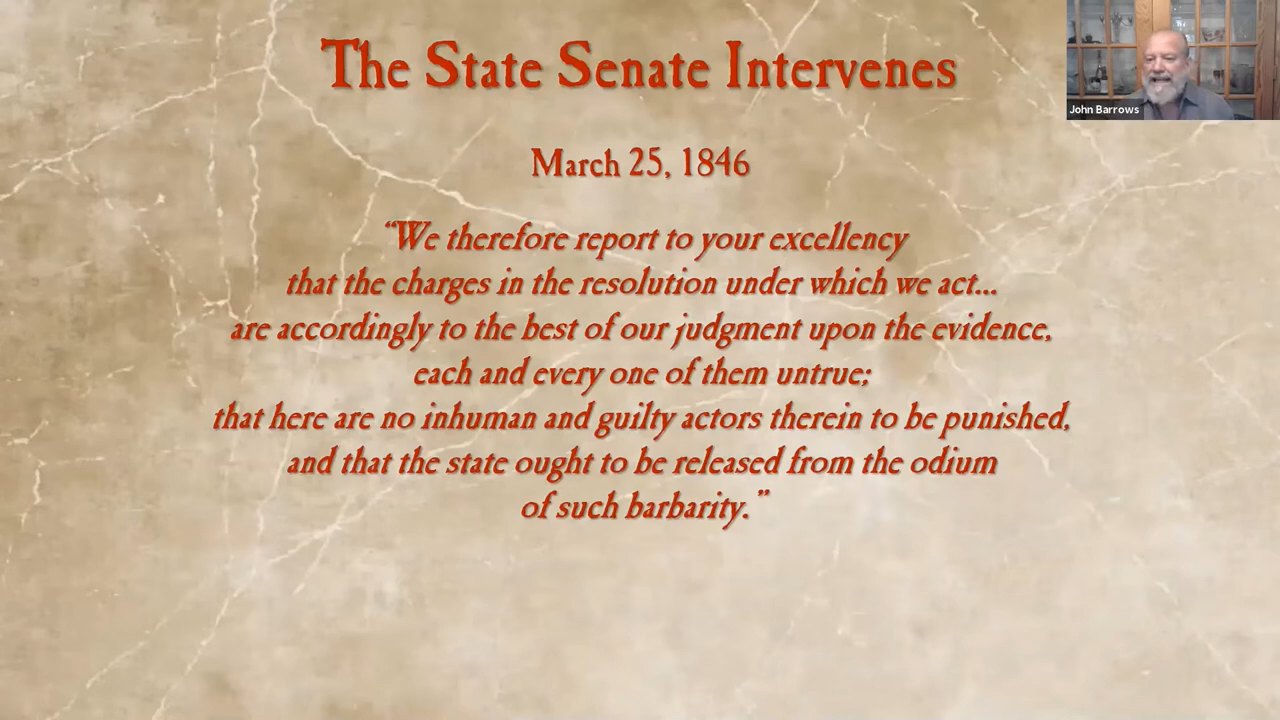 The State Senate Intervenes
John Barrows
March 25, 1846
“We therefore report to your excellency
that the charges in the resolution under which we act...
are accordingly to the best of our judgment upon the evidence,
each and every one of them untrue;
that here are no inhuman and guilty actors therein to be punished,
and that the state ought to be released from the odium
of such barbarity.”